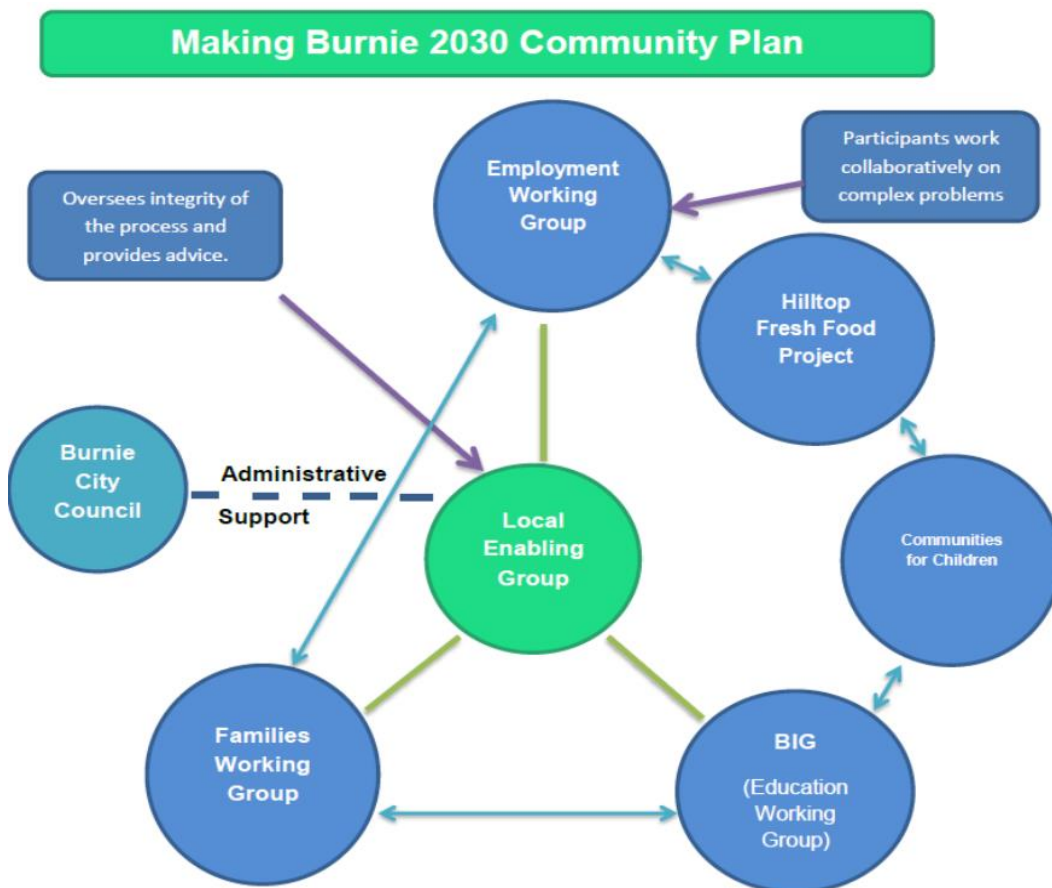 Making Burnie 2030 Community Plan
Employment
Working
Group
Participants work
collaboratively on
complex problems
Oversees integrity of
the process and
provides advice.
Hilltop
Fresh Food
Project
Burnie
City
Council
Administrative
Support
Local
Enabling
Group
Communities
for Children
Families
Working
Group
BIG
(Education
Working
Group)